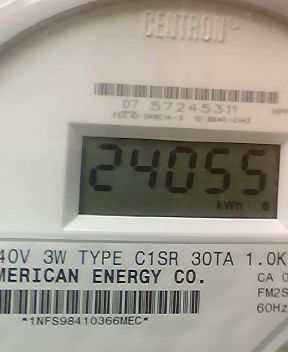 CENTRON®
07 57245311
24055
kWh
40V 3W TYPE C1SR 30TA 1.0K
MERICAN ENERGY CO.
CA 0
FM2S
60Hz
*1NFS98410366MEC*